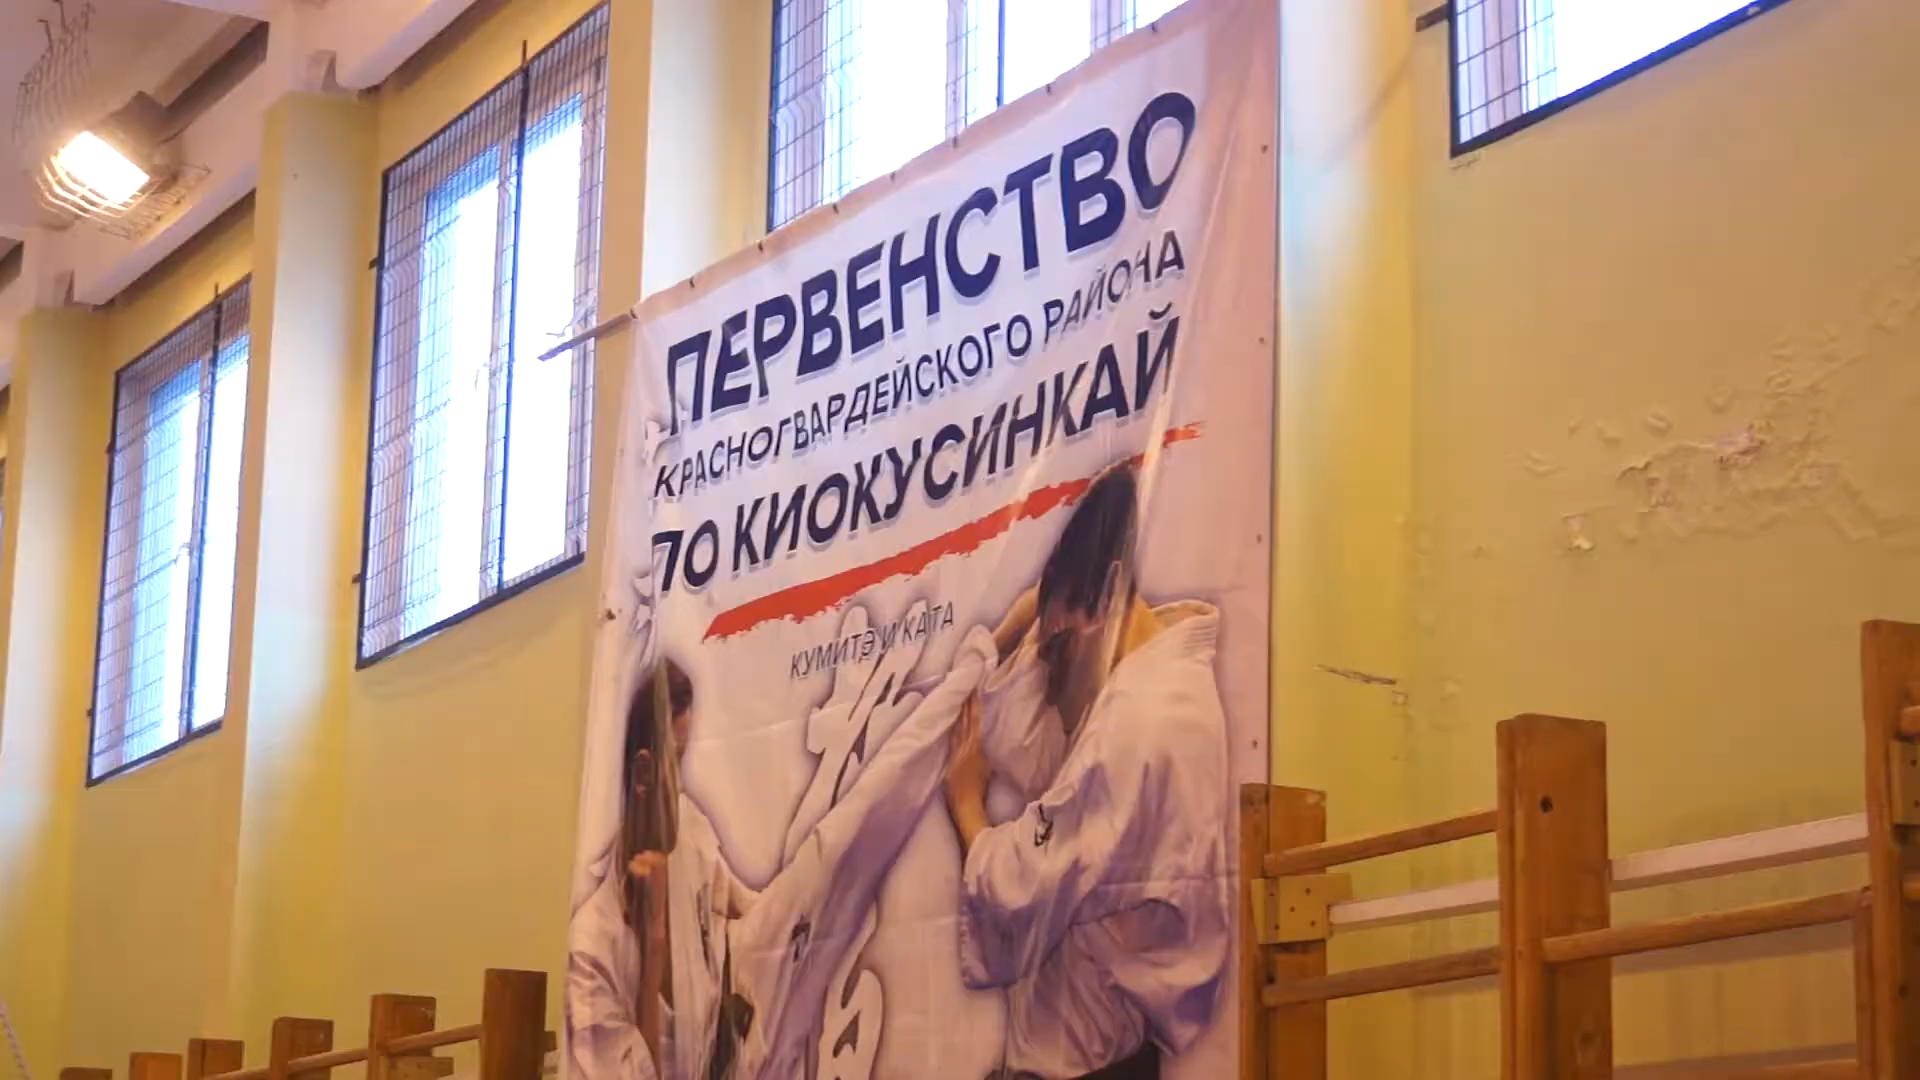 ПЕРВЕНСТВО
КРАСНОГВАРДЕЙСКОГО РАЙОНА
ПО КИОКУСИНКАЙ
КУМИТЭ И КАТА